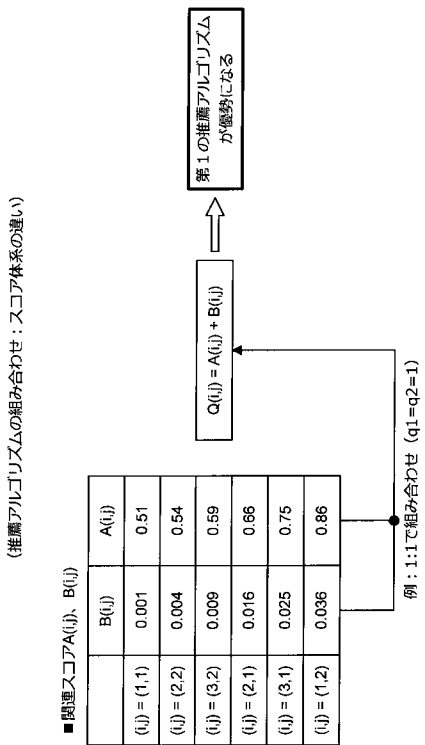 (推薦アルゴリズムの組み合わせ：スコア体系の違い)
■関連スコアA(i,j)、B(i,j)
B(i,j) A(i,j)
(i,j) = (1,1) 0.001 0.51
(i,j) = (2,2) 0.004 0.54
(i,j) = (3,2) 0.009 0.59
(i,j) = (2,1) 0.016 0.66
(i,j) = (3,1) 0.025 0.75
(i,j) = (1,2) 0.036 0.86
例：1:1で組み合わせ (q1=q2=1)
Q(i,j) = A(i,j) + B(i,j)
第１の推薦アルゴリズム
が優勢になる